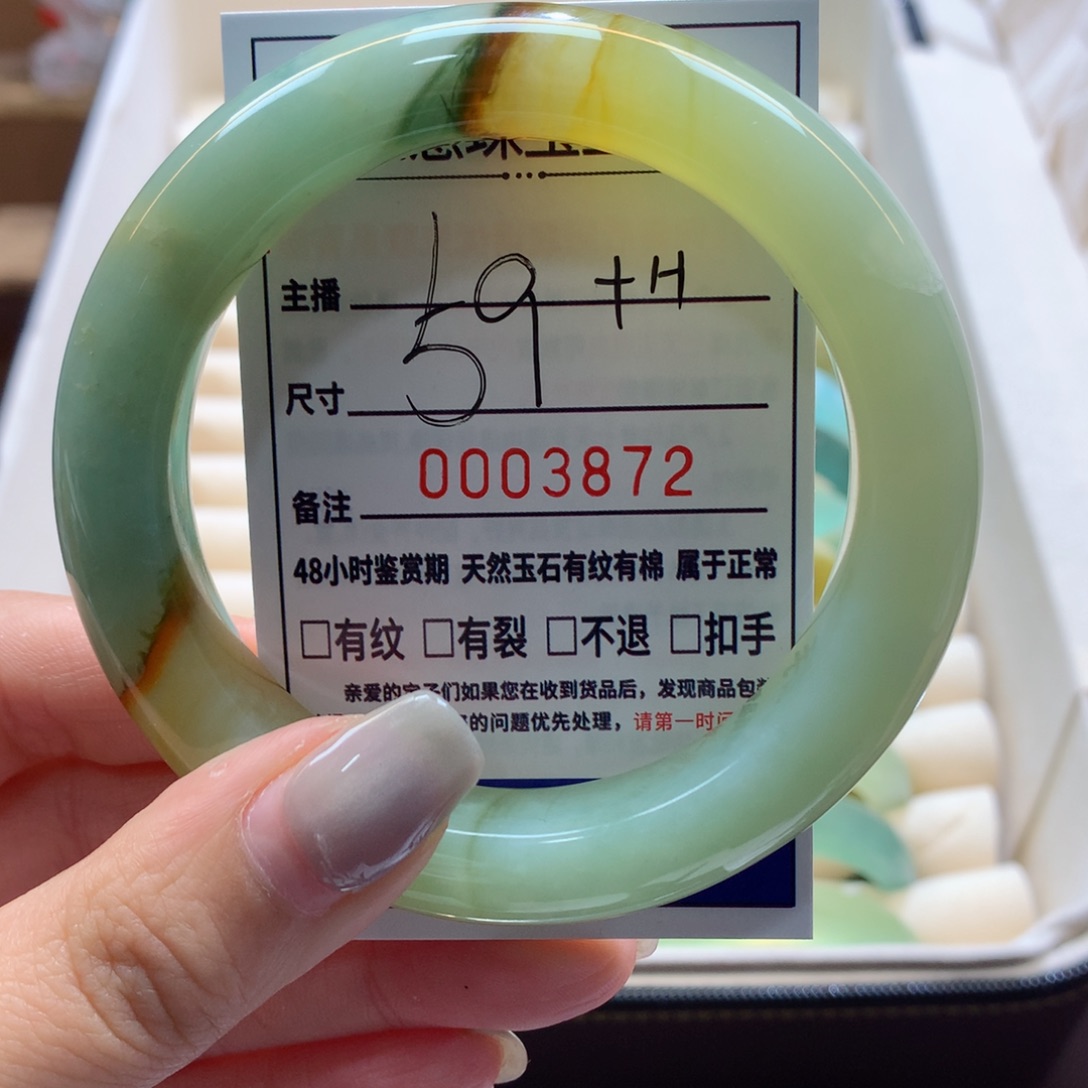 珠宝
主播 59 +H
尺寸
备注 0003872
48小时鉴赏期 天然玉石有纹有棉 属于正常
□有纹 □有裂 □不退 □扣手
亲爱的宝子们如果您在收到货品后，发现商品包装
的问题优先处理，请第一时间